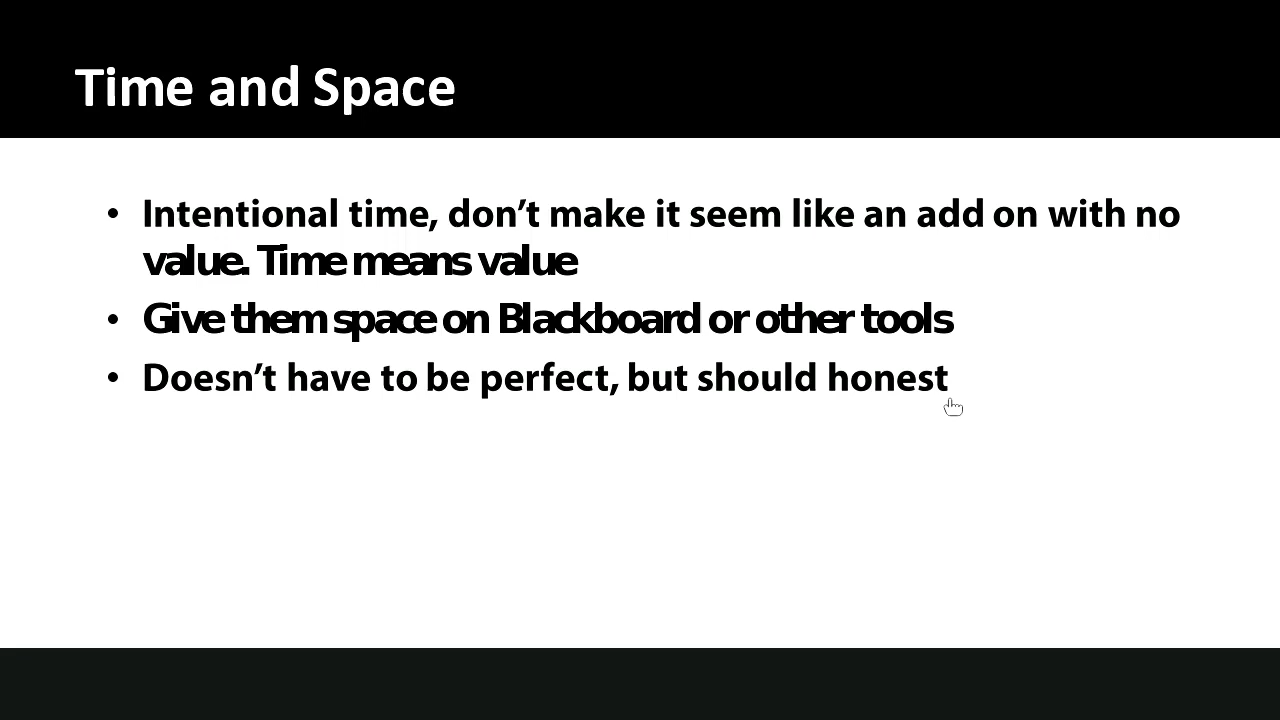 Time and Space
• Intentional time, don’t make it seem like an add on with no
value. Time means value
• Give them space on Blackboard or other tools
• Doesn’t have to be perfect, but should honest